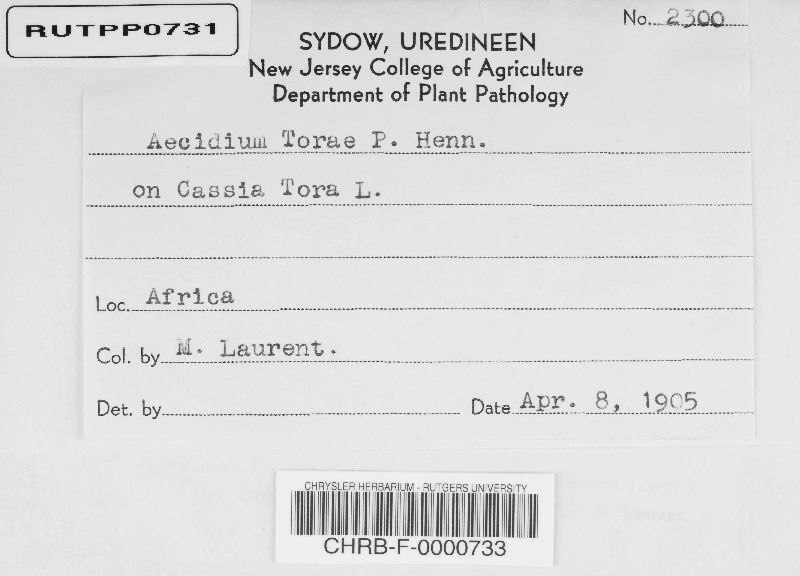 RUTPP0731
No. 2300
SYDOW, UREDINEEN
New Jersey College of Agriculture
Department of Plant Pathology
Aecidium Torae P. Henn.
on Cassia Tora L.
Loc. Africa
Col. by M. Laurent.
Det. by
Date Apr. 8, 1905
CHRYSLER HERBARIUM - RUTGERS UNIVERSITY
CHRB-F-0000733